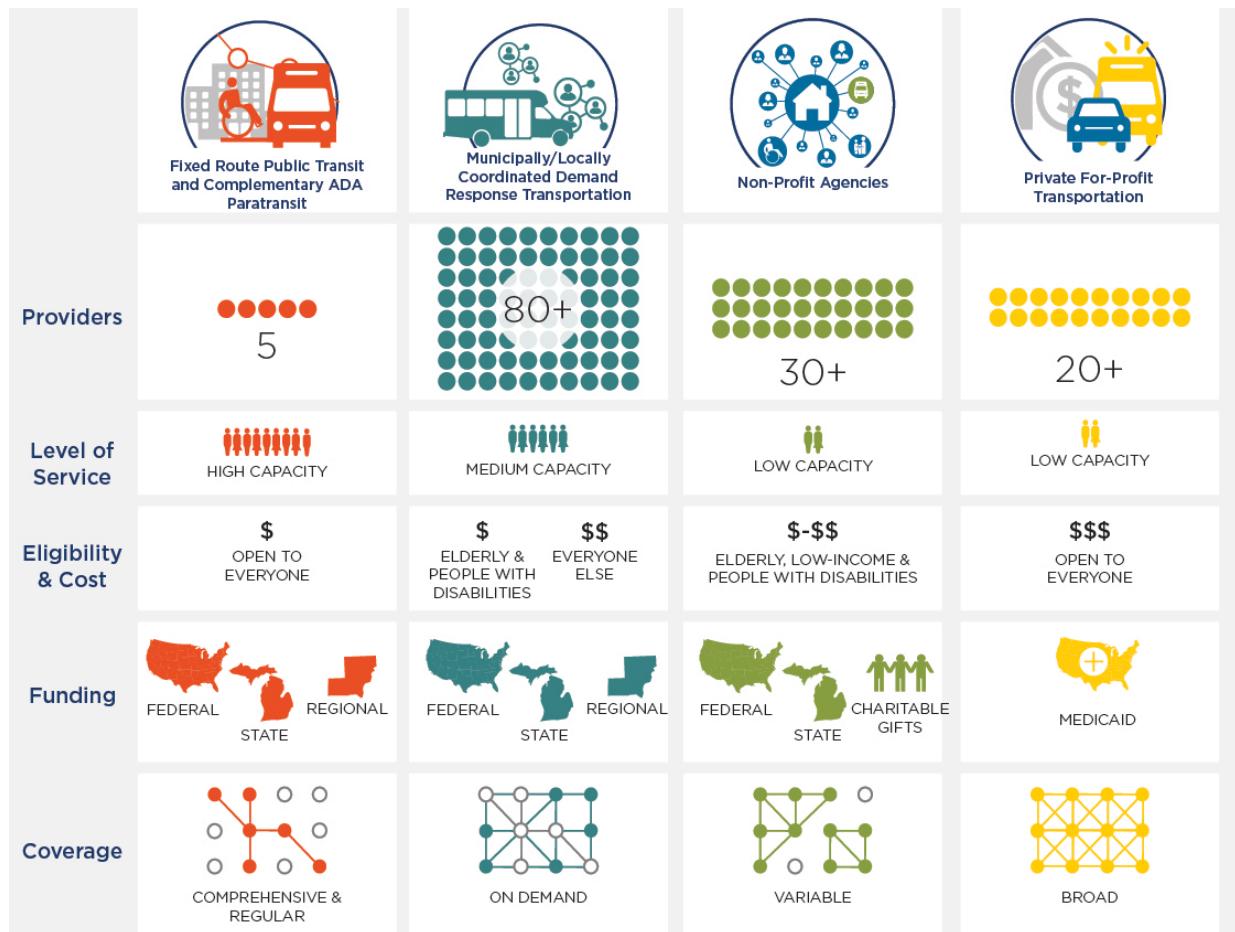 Fixed Route Public Transit
and Complementary ADA
Paratransit
Municipally/Locally
Coordinated Demand
Response Transportation
Non-Profit Agencies
Private For-Profit
Transportation
$
Providers
5
80+
30+
20+
Level of
Service
HIGH CAPACITY
MEDIUM CAPACITY
LOW CAPACITY
LOW CAPACITY
Eligibility
& Cost
$
OPEN TO
EVERYONE
$
ELDERLY &
PEOPLE WITH
DISABILITIES
$$
EVERYONE
ELSE
$-$$
ELDERLY, LOW-INCOME &
PEOPLE WITH DISABILITIES
$$$
OPEN TO
EVERYONE
Funding
FEDERAL
STATE
REGIONAL
FEDERAL
STATE
REGIONAL
FEDERAL
STATE
CHARITABLE
GIFTS
MEDICAID
Coverage
COMPREHENSIVE &
REGULAR
ON DEMAND
VARIABLE
BROAD